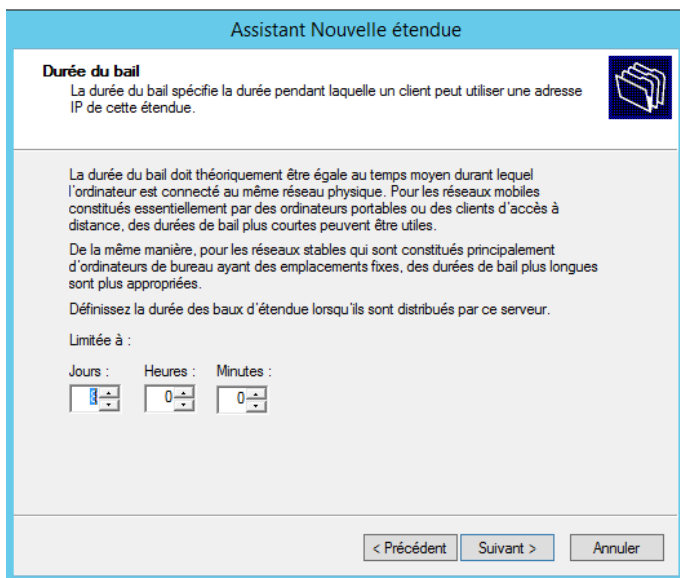 Assistant Nouvelle étendue
Durée du bail
La durée du bail spécifie la durée pendant laquelle un client peut utiliser une adresse
IP de cette étendue.
La durée du bail doit théoriquement être égale au temps moyen durant lequel
l'ordinateur est connecté au même réseau physique. Pour les réseaux mobiles
constitués essentiellement par des ordinateurs portables ou des clients d'accès à
distance, des durées de bail plus courtes peuvent être utiles.
De la même manière, pour les réseaux stables qui sont constitués principalement
d'ordinateurs de bureau ayant des emplacements fixes, des durées de bail plus longues
sont plus appropriées.
Définissez la durée des baux d'étendue lorsqu'ils sont distribués par ce serveur.
Limitée à :
Jours : Heures : Minutes :
0 0
< Précédent Suivant > Annuler